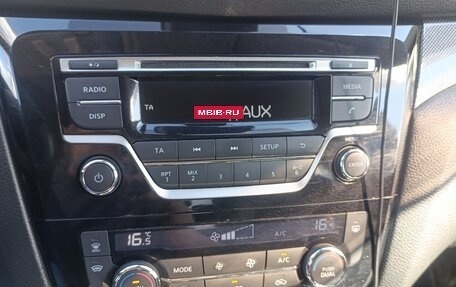 RADIO
MEDIA
DISP
TA
MBIB.RU
AUX
MENU
TA
SETUP
ENTER
RPT
1
MIX
2
3
4
5
6
16.5 °C
A/C
16.5 °C
MODE
A/C
PUSH
DUAL